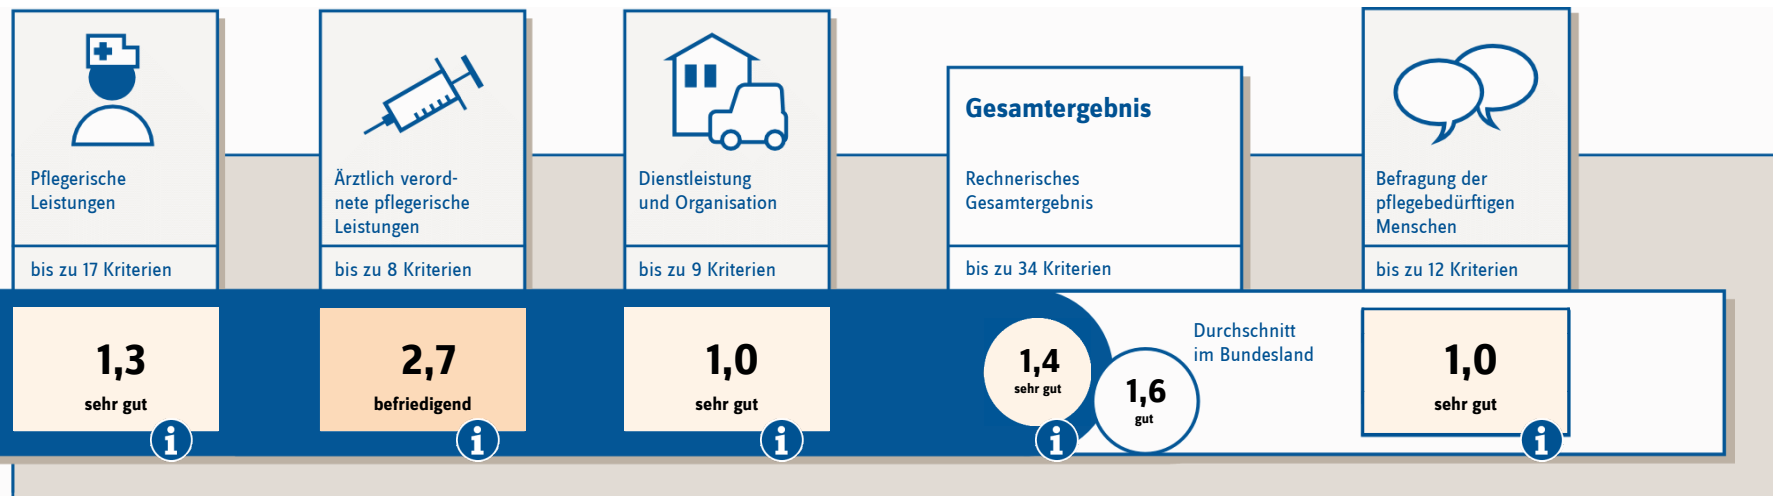 Pflegerische
Leistungen
bis zu 17 Kriterien
1,3
sehr gut
i
Ärztlich verord-
nete pflegerische
Leistungen
bis zu 8 Kriterien
2,7
befriedigend
i
Dienstleistung
und Organisation
bis zu 9 Kriterien
1,0
sehr gut
i
Gesamtergebnis
Rechnerisches
Gesamtergebnis
bis zu 34 Kriterien
1,4
sehr gut
i
1,6
gut
Durchschnitt
im Bundesland
Befragung der
pflegebedürftigen
Menschen
bis zu 12 Kriterien
1,0
sehr gut
i